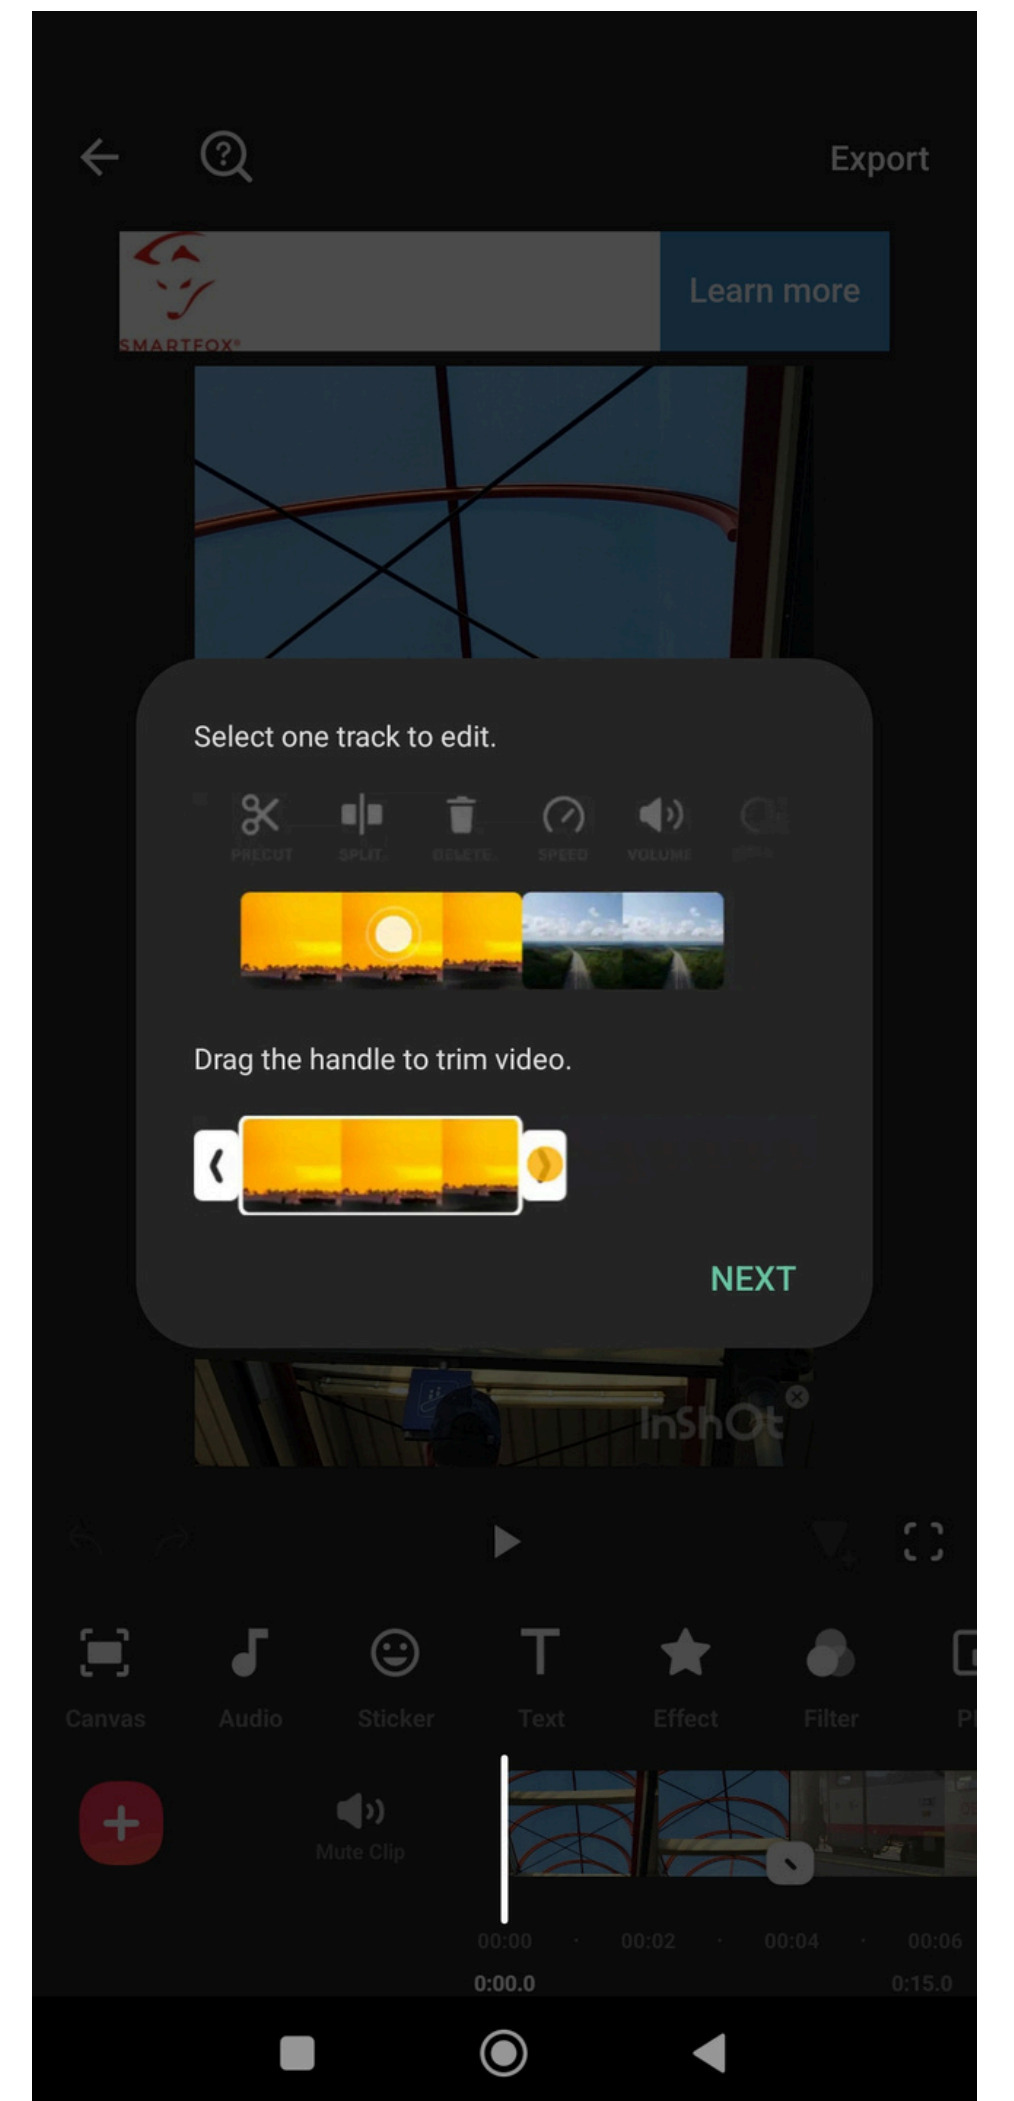 Export
SMARTFOX®
Learn more
Select one track to edit.
PRECUT SPLIT DELETE SPEED VOLUME
Drag the handle to trim video.
NEXT
InShOt
Canvas Audio Sticker Text Effect Filter
Mute Clip
00:00 00:02 00:04 00:06
0:00.0 0:15.0